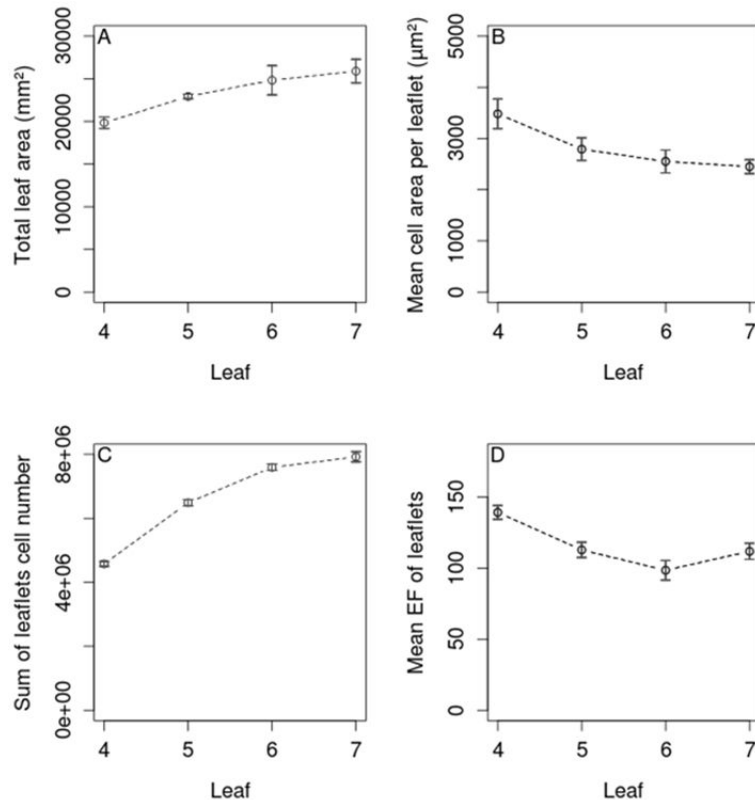 A
Total leaf area (mm²)
30000
20000
10000
0
4 5 6 7
Leaf
B
Mean cell area per leaflet (µm²)
5000
3000
1000
0
4 5 6 7
Leaf
C
Sum of leaflets cell number
8e+06
4e+06
0e+00
4 5 6 7
Leaf
D
Mean EF of leaflets
150
100
50
0
4 5 6 7
Leaf